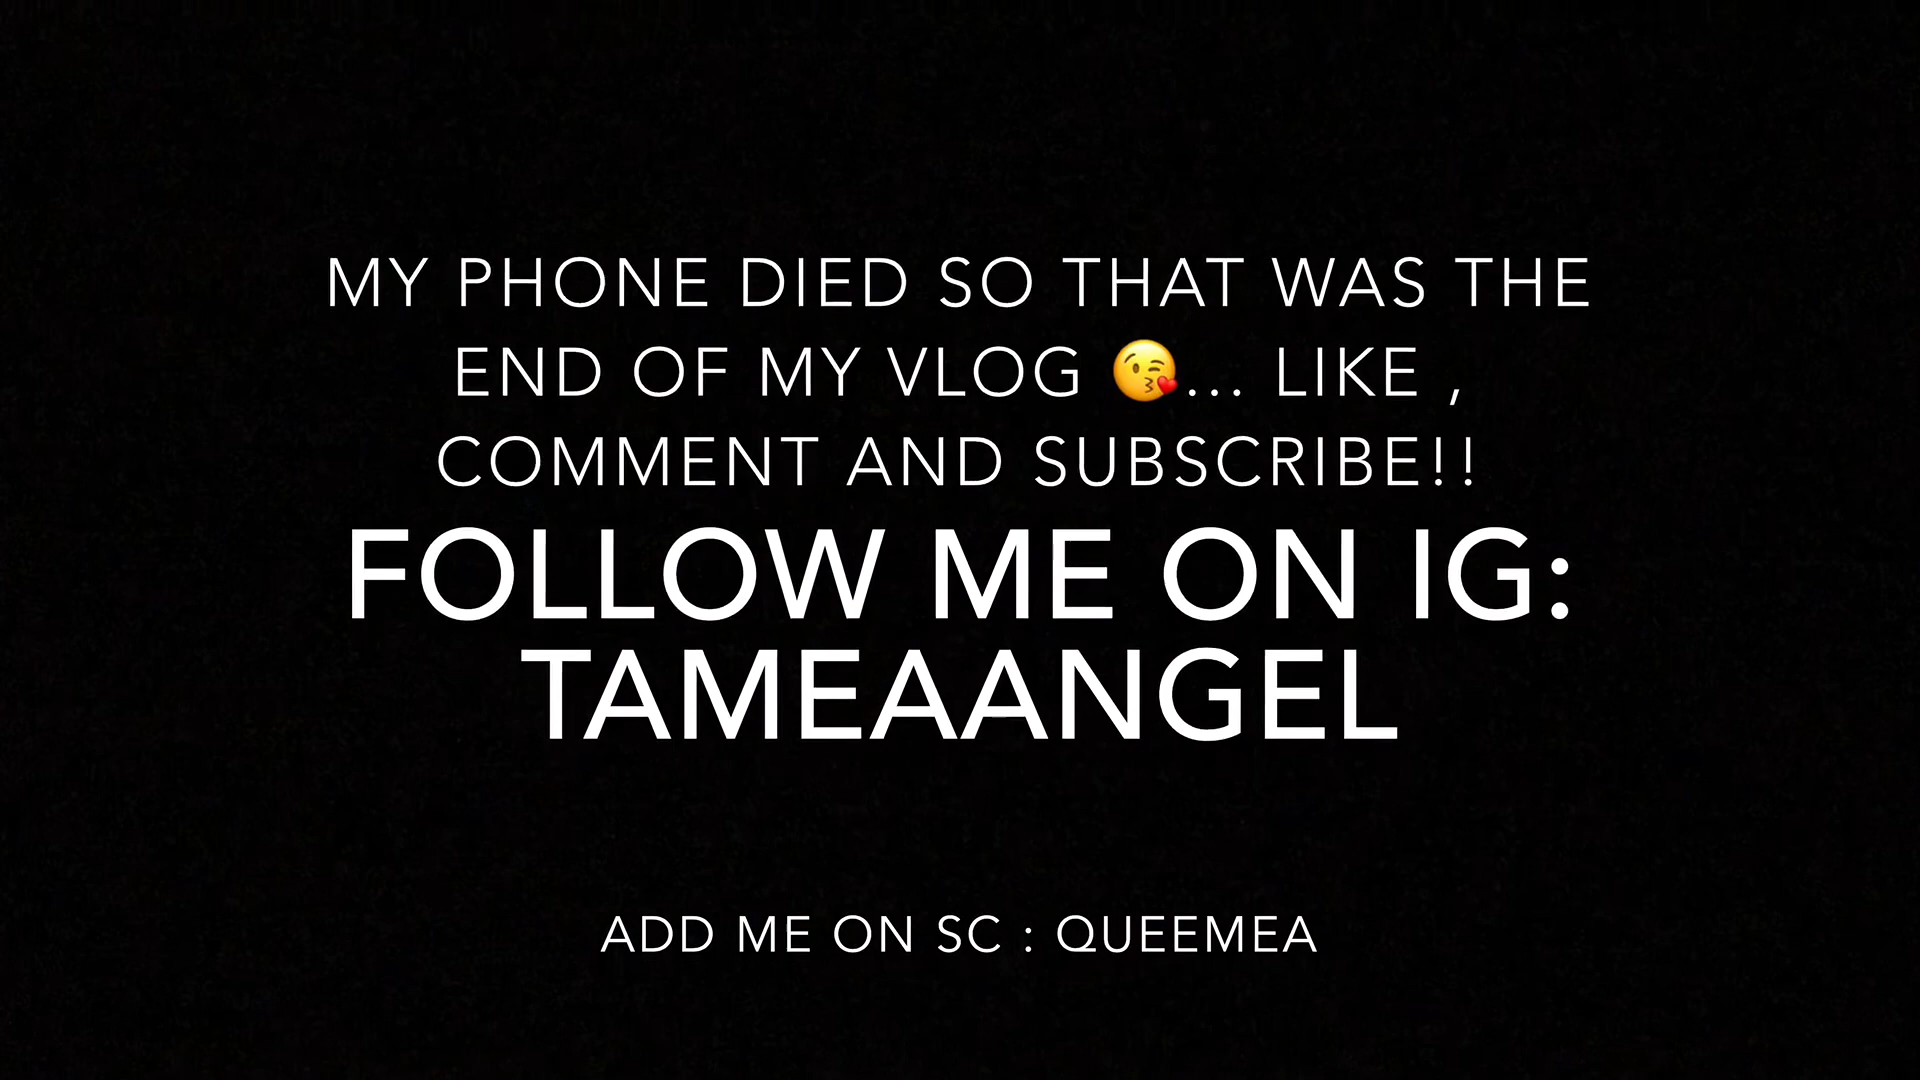 MY PHONE DIED SO THAT WAS THE
END OF MY VLOG 😘... LIKE ,
COMMENT AND SUBSCRIBE!!
FOLLOW ME ON IG:
TAMEAANGEL
ADD ME ON SC : QUEEMEA